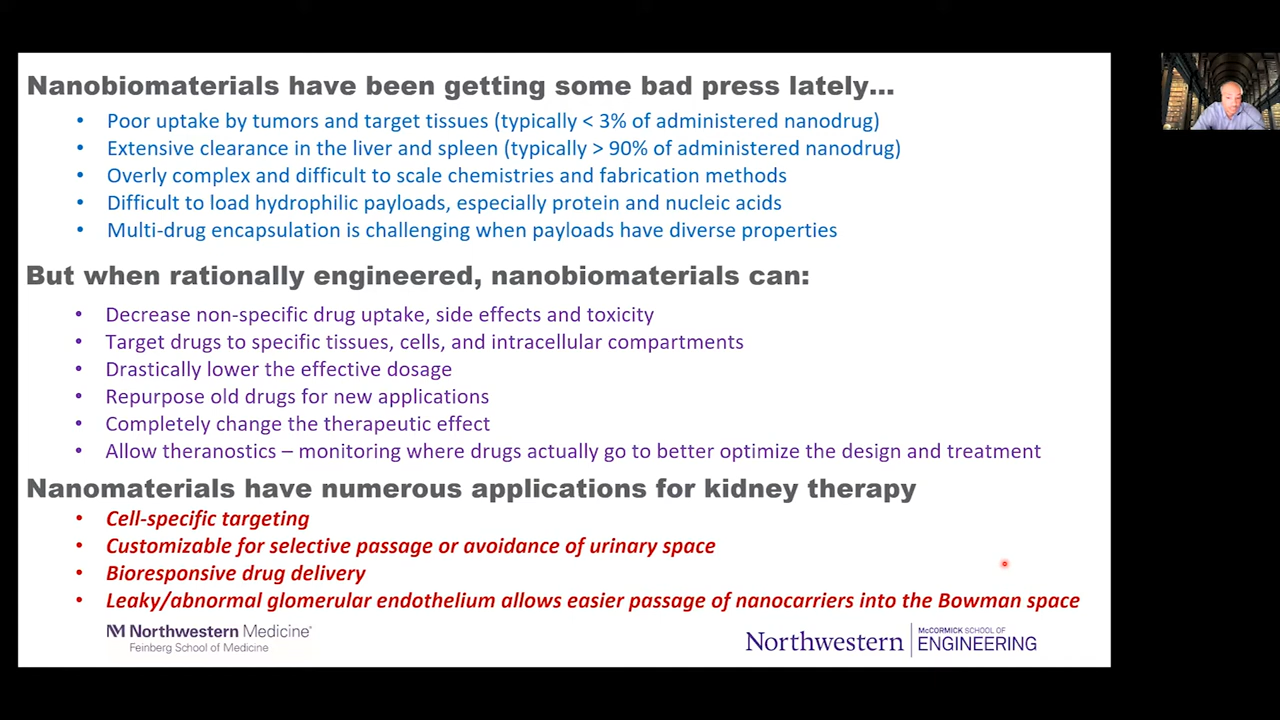 Nanobiomaterials have been getting some bad press lately...
• Poor uptake by tumors and target tissues (typically < 3% of administered nanodrug)
• Extensive clearance in the liver and spleen (typically > 90% of administered nanodrug)
• Overly complex and difficult to scale chemistries and fabrication methods
• Difficult to load hydrophilic payloads, especially protein and nucleic acids
• Multi-drug encapsulation is challenging when payloads have diverse properties
But when rationally engineered, nanobiomaterials can:
• Decrease non-specific drug uptake, side effects and toxicity
• Target drugs to specific tissues, cells, and intracellular compartments
• Drastically lower the effective dosage
• Repurpose old drugs for new applications
• Completely change the therapeutic effect
• Allow theranostics – monitoring where drugs actually go to better optimize the design and treatment
Nanomaterials have numerous applications for kidney therapy
• Cell-specific targeting
• Customizable for selective passage or avoidance of urinary space
• Bioresponsive drug delivery
• Leaky/abnormal glomerular endothelium allows easier passage of nanocarriers into the Bowman space
Northwestern Medicine®
Feinberg School of Medicine
Northwestern
McCORMICK SCHOOL OF
ENGINEERING